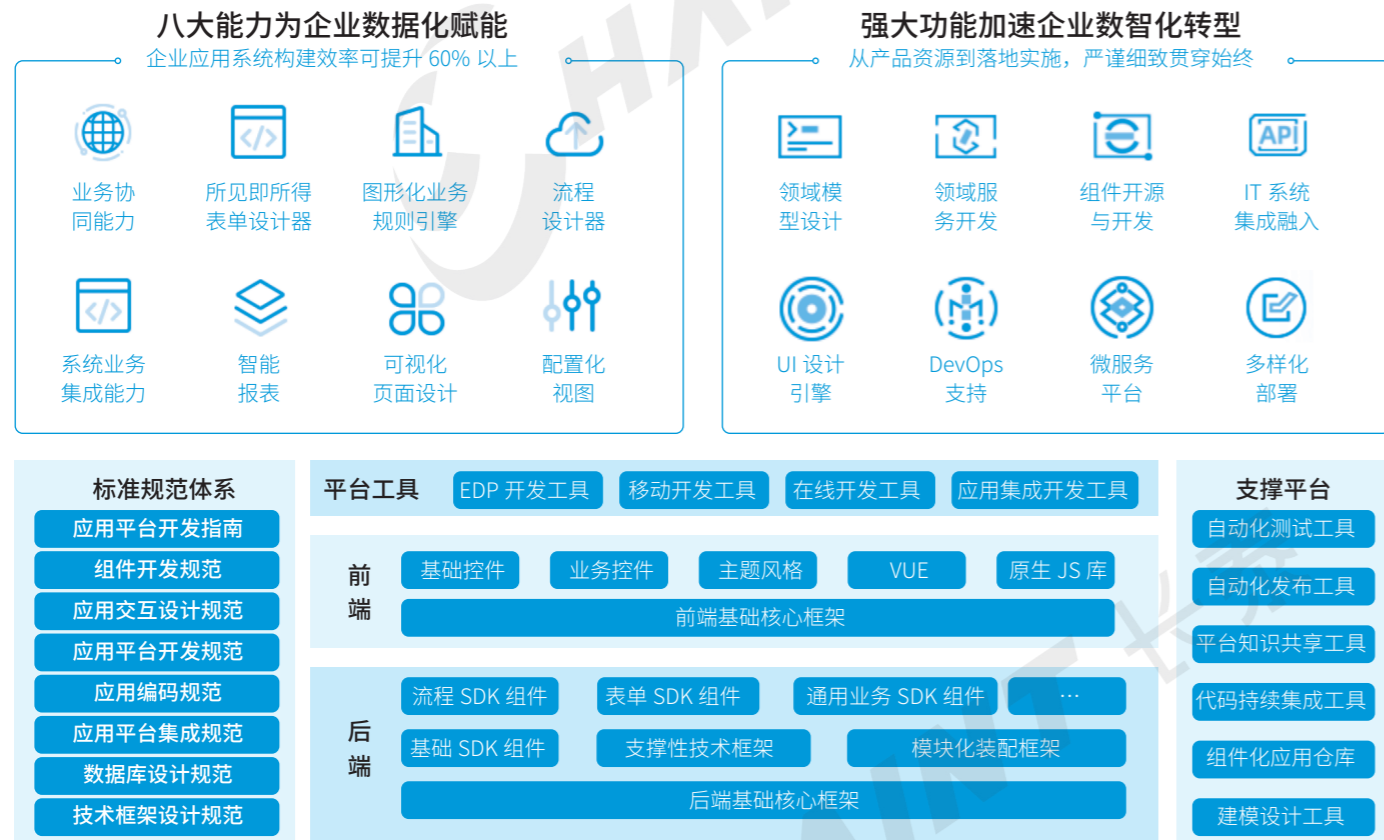 八大能力为企业数据化赋能
企业应用系统构建效率可提升 60% 以上
业务协
同能力
所见即所得
表单设计器
图形化业务
规则引擎
流程
设计器
系统业务
集成能力
智能
报表
可视化
页面设计
配置化
视图
强大功能加速企业数智化转型
从产品资源到落地实施，严谨细致贯穿始终
领域模
型设计
领域服
务开发
组件开源
与开发
API
IT 系统
集成融入
UI 设计
引擎
DevOps
支持
微服务
平台
多样化
部署
标准规范体系
应用平台开发指南
组件开发规范
应用交互设计规范
应用平台开发规范
应用编码规范
应用平台集成规范
数据库设计规范
技术框架设计规范
平台工具
EDP 开发工具
移动开发工具
在线开发工具
应用集成开发工具
前
端
基础控件
业务控件
主题风格
VUE
原生 JS 库
前端基础核心框架
后
端
流程 SDK 组件
表单 SDK 组件
通用业务 SDK 组件
…
基础 SDK 组件
支撑性技术框架
模块化装配框架
后端基础核心框架
支撑平台
自动化测试工具
自动化发布工具
平台知识共享工具
代码持续集成工具
组件化应用仓库
建模设计工具